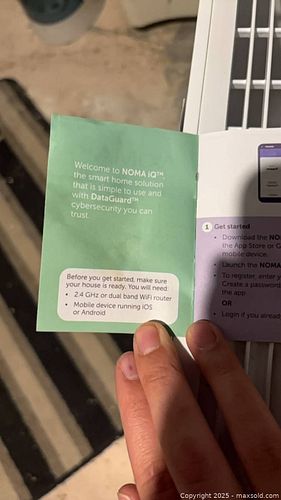 Welcome to NOMA iQ™,
the smart home solution
that is simple to use and
with DataGuard™
cybersecurity you can
trust.
Before you get started, make sure
your house is ready. You will need:
• 2.4 GHz or dual band WiFi router
• Mobile device running iOS
or Android
1 Get started
• Download the NO
the App Store or G
mobile device.
• Launch the NOMA
• To register, enter y
Create a password
the app
OR
• Login if you alread
Copyright 2025 - maxsold.com